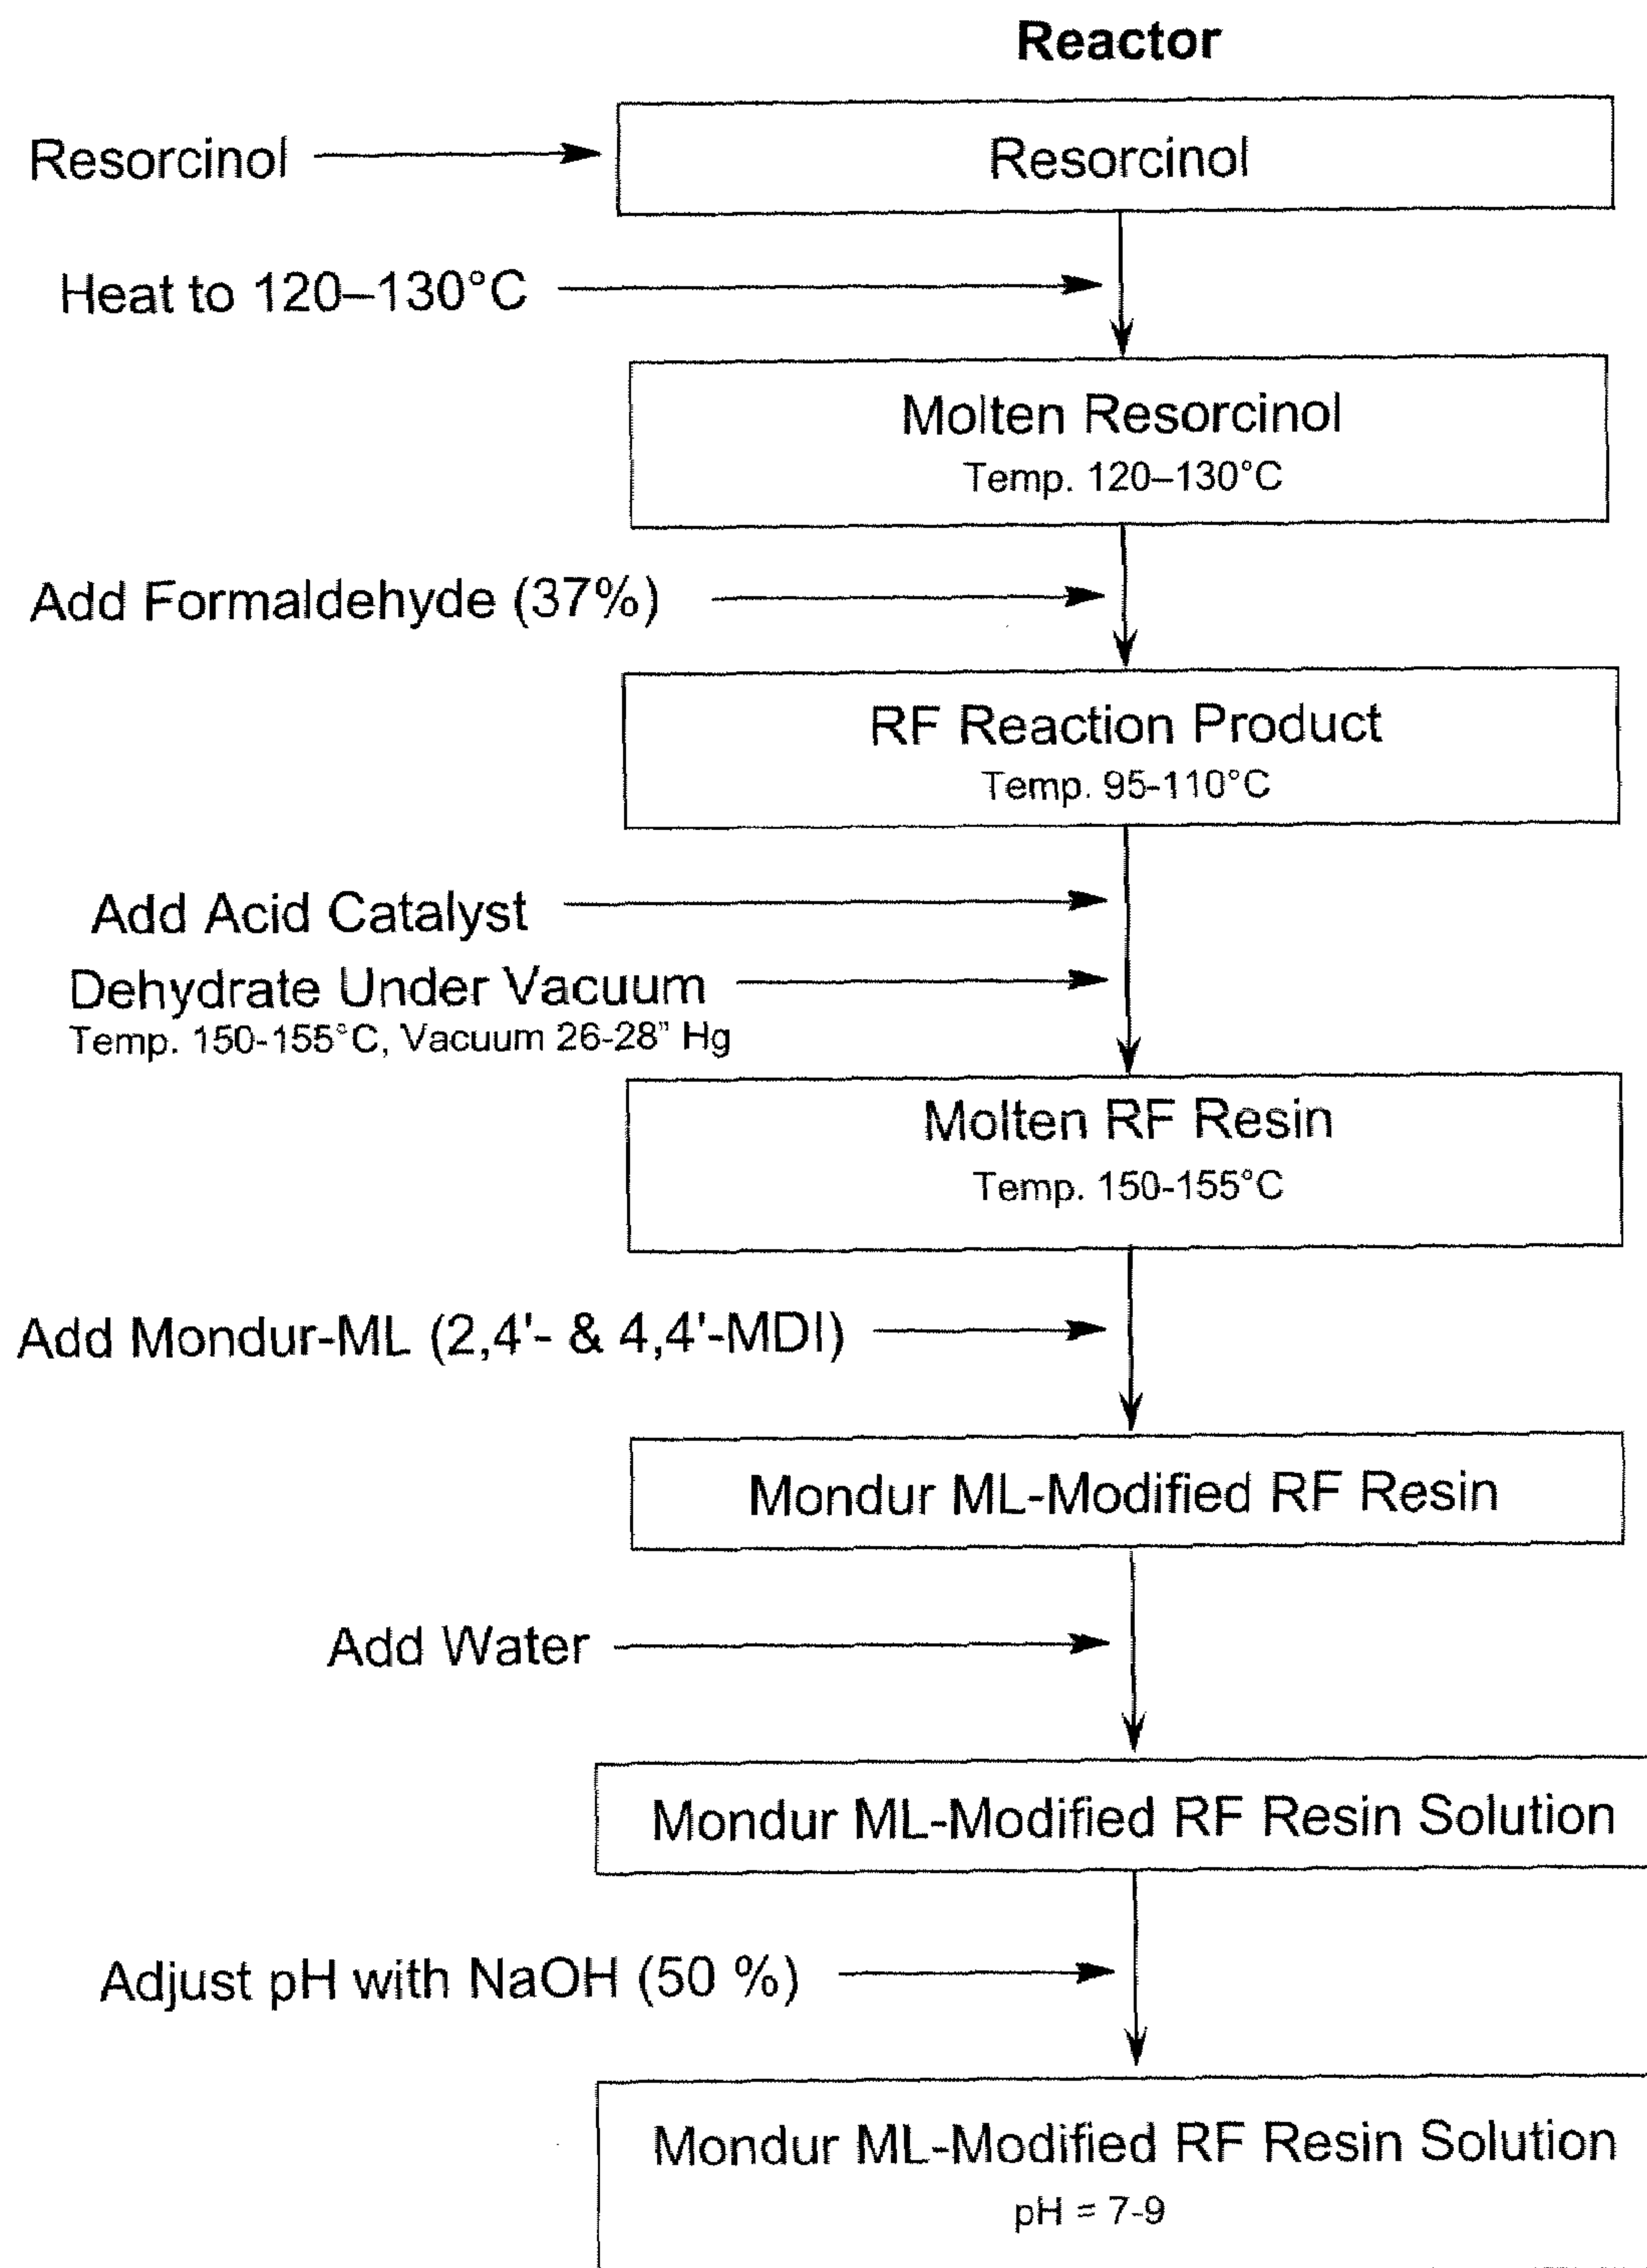 Reactor
Resorcinol
Resorcinol
Heat to 120–130°C
Molten Resorcinol
Temp. 120–130°C
Add Formaldehyde (37%)
RF Reaction Product
Temp. 95-110°C
Add Acid Catalyst
Dehydrate Under Vacuum
Temp. 150-155°C, Vacuum 26-28" Hg
Molten RF Resin
Temp. 150-155°C
Add Mondur-ML (2,4'- & 4,4'-MDI)
Mondur ML-Modified RF Resin
Add Water
Mondur ML-Modified RF Resin Solution
Adjust pH with NaOH (50 %)
Mondur ML-Modified RF Resin Solution
pH = 7-9